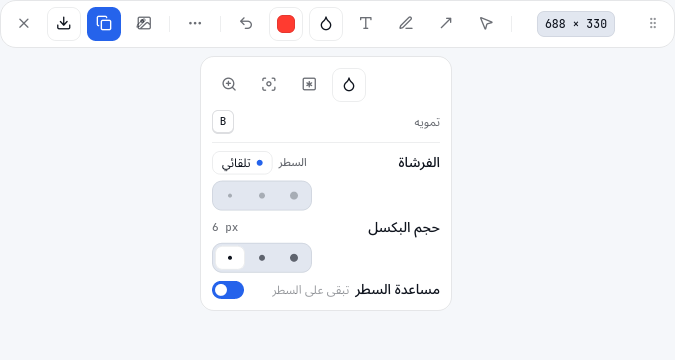 688 × 330
تمويه B
الفرشاة السطر تلقائي
حجم البكسل 6 px
مساعدة السطر تبقى على السطر